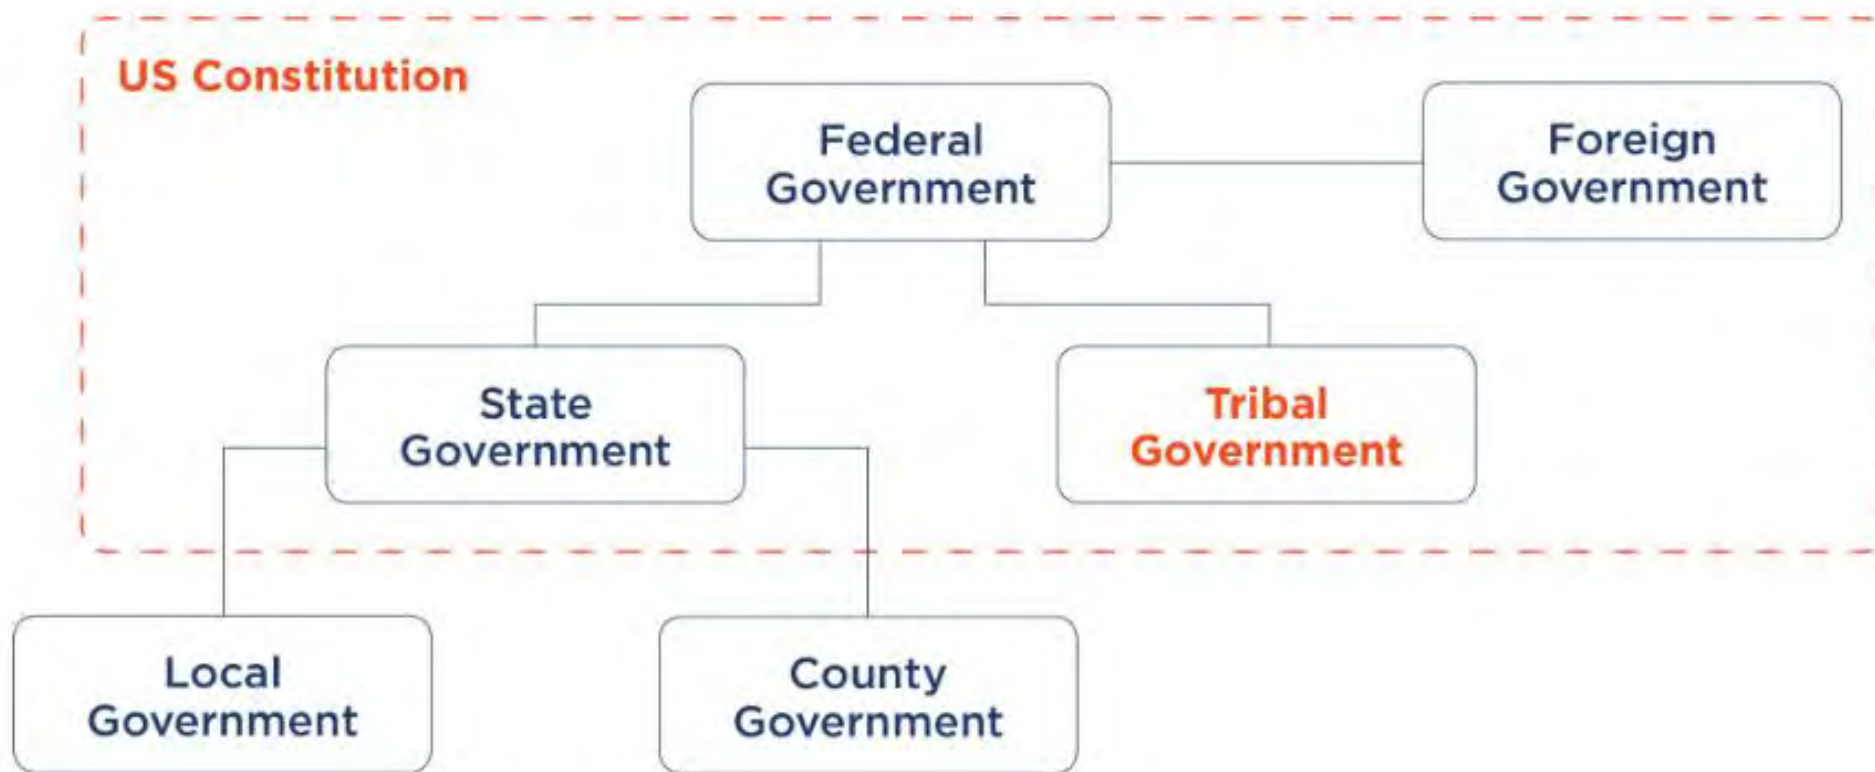 US Constitution
Federal
Government
Foreign
Government
State
Government
Tribal
Government
Local
Government
County
Government